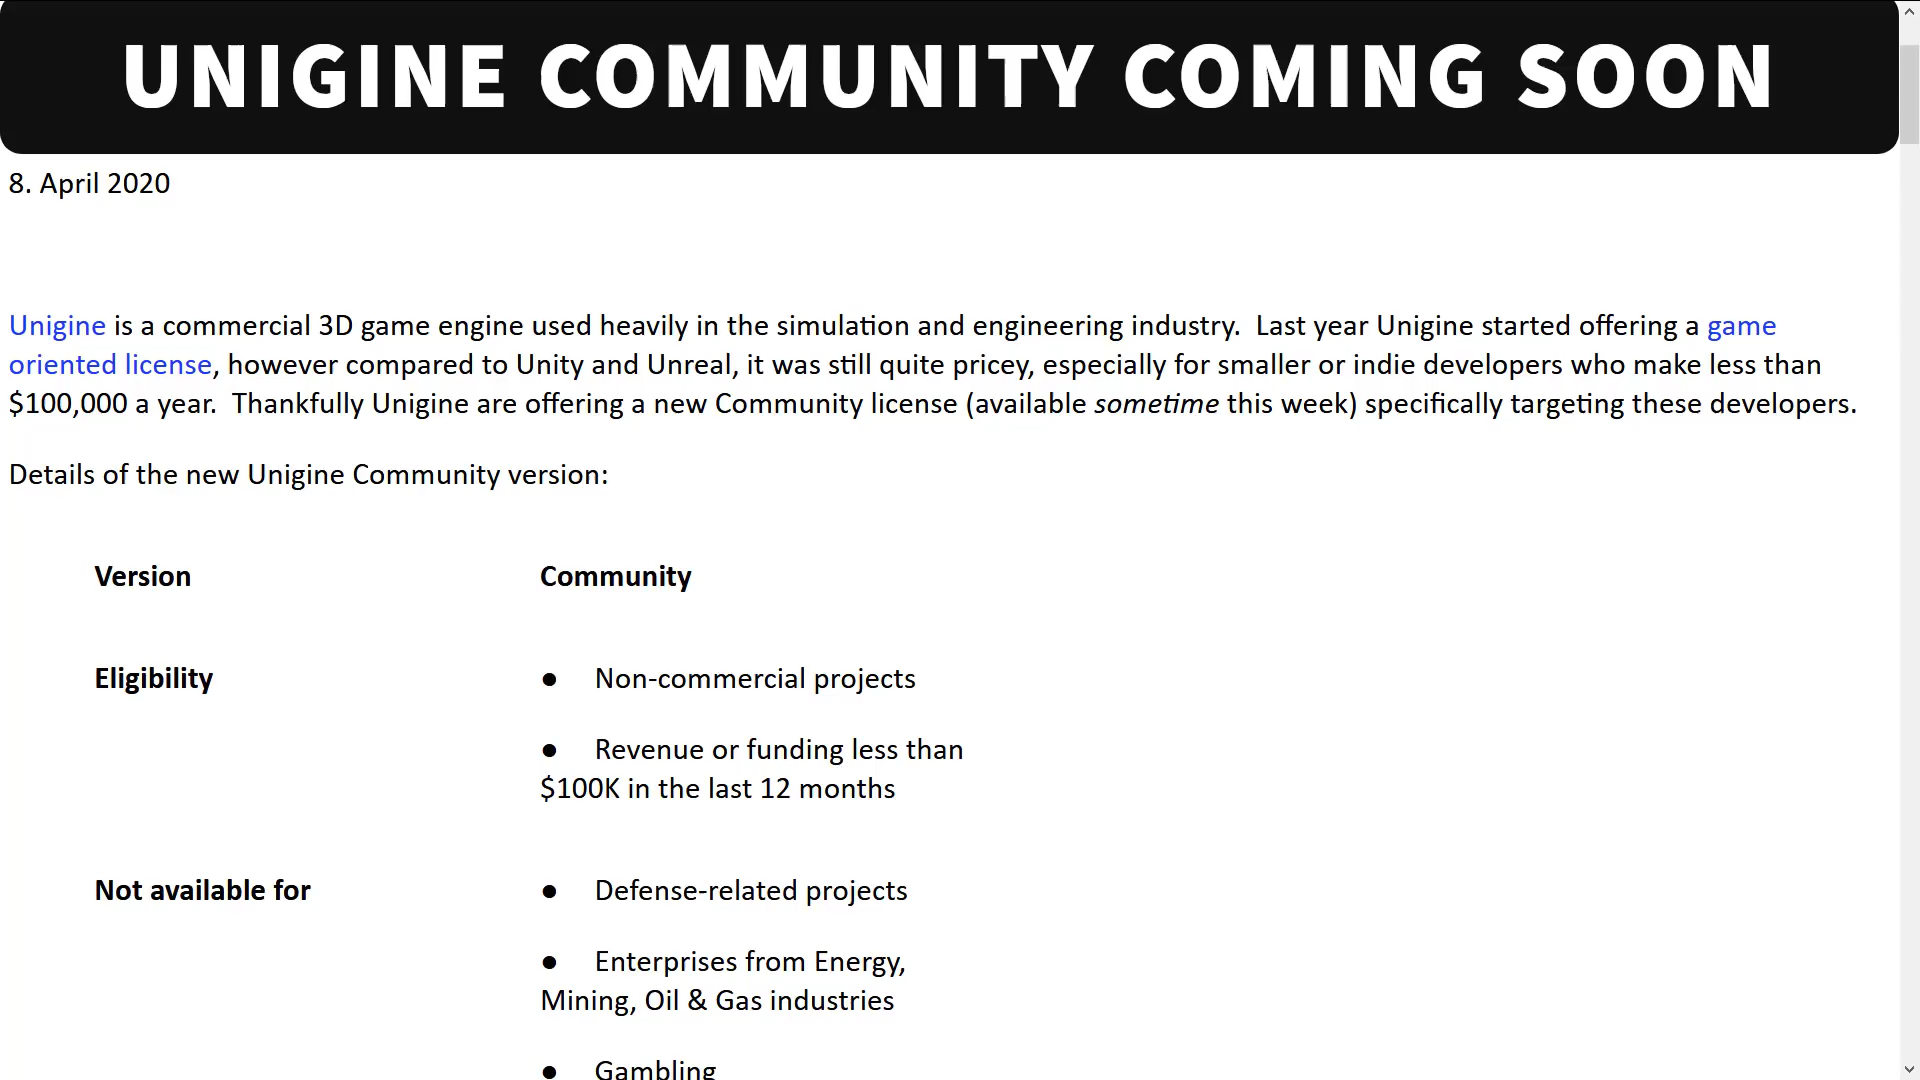 UNIGINE COMMUNITY COMING SOON
8. April 2020
Unigine is a commercial 3D game engine used heavily in the simulation and engineering industry.  Last year Unigine started offering a game
oriented license, however compared to Unity and Unreal, it was still quite pricey, especially for smaller or indie developers who make less than
$100,000 a year.  Thankfully Unigine are offering a new Community license (available sometime this week) specifically targeting these developers.
Details of the new Unigine Community version:
Version Community
Eligibility ● Non-commercial projects
● Revenue or funding less than
$100K in the last 12 months
Not available for ● Defense-related projects
● Enterprises from Energy,
Mining, Oil & Gas industries
● Gambling